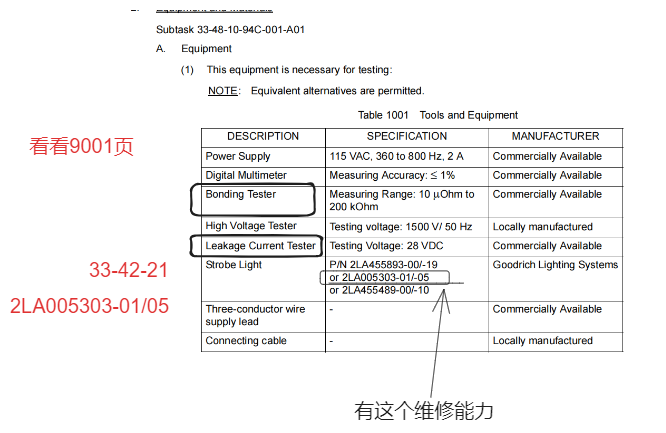 2. Equipment and Materials
Subtask 33-48-10-94C-001-A01
A. Equipment
(1) This equipment is necessary for testing:
NOTE: Equivalent alternatives are permitted.
Table 1001 Tools and Equipment
看看9001页
DESCRIPTION SPECIFICATION MANUFACTURER
Power Supply 115 VAC, 360 to 800 Hz, 2 A Commercially Available
Digital Multimeter Measuring Accuracy: ≤ 1% Commercially Available
Bonding Tester Measuring Range: 10 µOhm to Commercially Available
200 kOhm
High Voltage Tester Testing voltage: 1500 V/ 50 Hz Locally manufactured
Leakage Current Tester Testing Voltage: 28 VDC Commercially Available
Strobe Light P/N 2LA455893-00/-19 Goodrich Lighting Systems
or 2LA005303-01/-05
or 2LA455489-00/-10
33-42-21
2LA005303-01/05
Three-conductor wire - Commercially Available
supply lead
Connecting cable - Locally manufactured
有这个维修能力